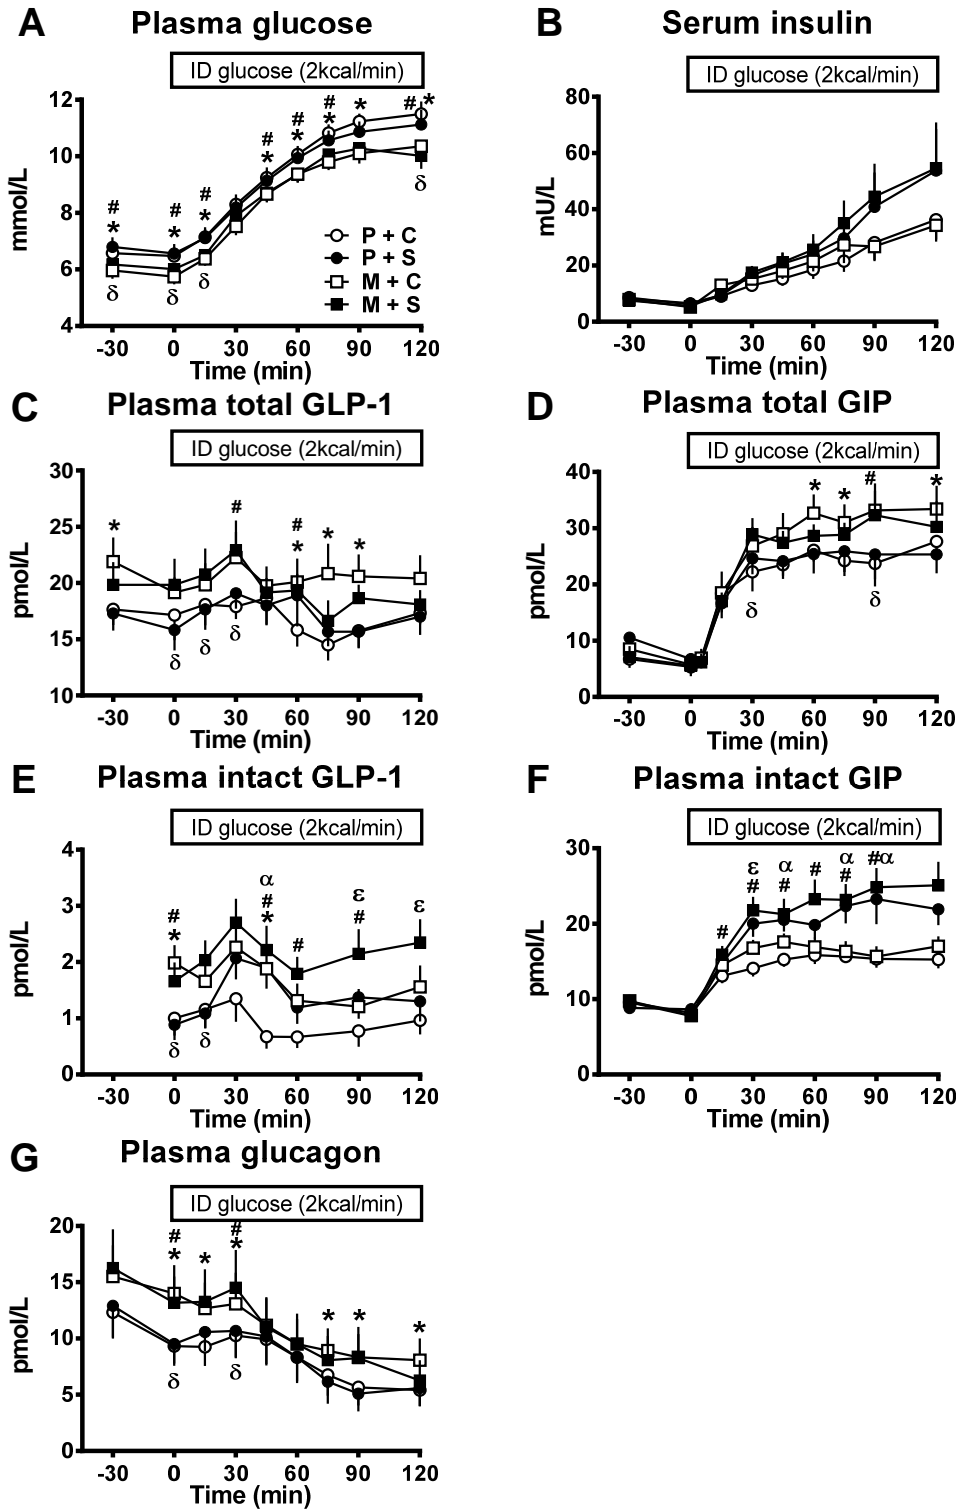 A Plasma glucose
ID glucose (2kcal/min)
12
10
8
6
4
mmol/L
# # # # # # * # *
* * * * * *
δ δ δ δ
P + C
P + S
M + C
M + S
-30 0 30 60 90 120
Time (min)
B Serum insulin
ID glucose (2kcal/min)
80
60
40
20
0
mU/L
-30 0 30 60 90 120
Time (min)
C Plasma total GLP-1
ID glucose (2kcal/min)
30
25
20
15
10
pmol/L
* # # * * *
δ δ δ
-30 0 30 60 90 120
Time (min)
D Plasma total GIP
ID glucose (2kcal/min)
40
30
20
10
0
pmol/L
* * # *
δ δ
-30 0 30 60 90 120
Time (min)
E Plasma intact GLP-1
ID glucose (2kcal/min)
4
3
2
1
0
pmol/L
α ε ε
# # # #
* *
δ δ
-30 0 30 60 90 120
Time (min)
F Plasma intact GIP
ID glucose (2kcal/min)
30
20
10
0
pmol/L
ε α # α #α
# # # #
-30 0 30 60 90 120
Time (min)
G Plasma glucagon
ID glucose (2kcal/min)
20
15
10
5
0
pmol/L
# #
* * * * * *
δ δ
-30 0 30 60 90 120
Time (min)